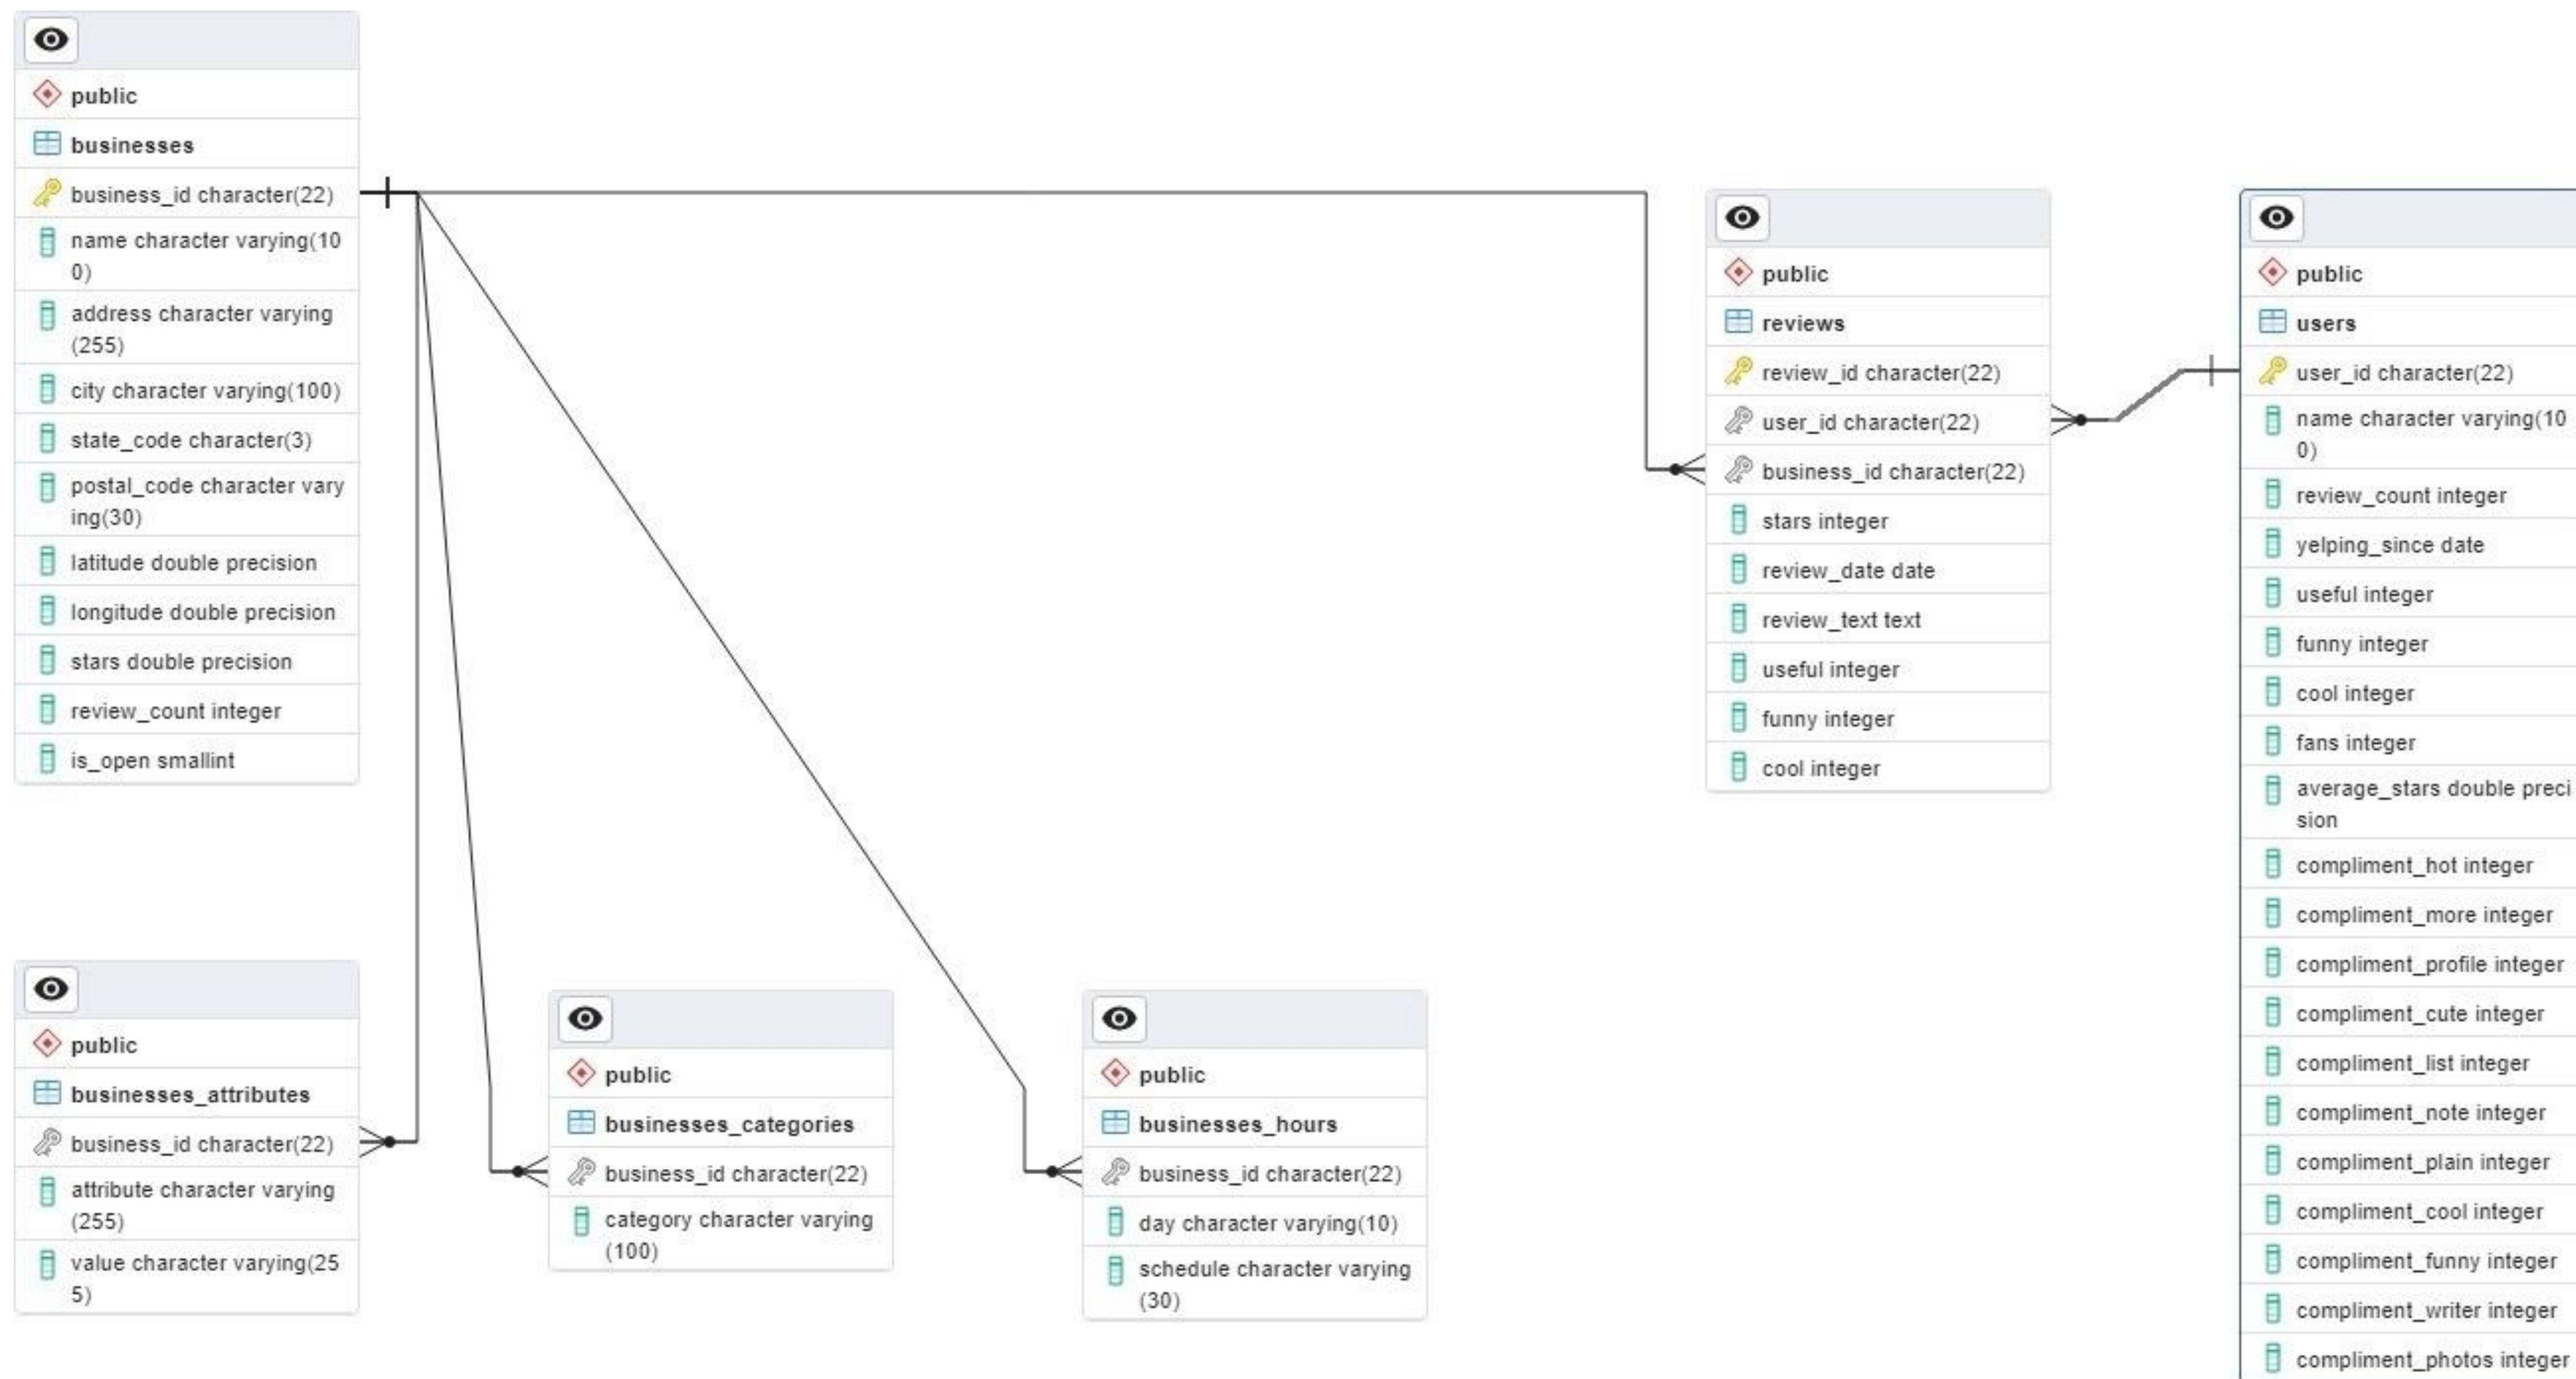 public
businesses
business_id character(22)
name character varying(10
0)
address character varying
(255)
city character varying(100)
state_code character(3)
postal_code character vary
ing(30)
latitude double precision
longitude double precision
stars double precision
review_count integer
is_open smallint
public
businesses_attributes
business_id character(22)
attribute character varying
(255)
value character varying(25
5)
public
businesses_categories
business_id character(22)
category character varying
(100)
public
businesses_hours
business_id character(22)
day character varying(10)
schedule character varying
(30)
public
reviews
review_id character(22)
user_id character(22)
business_id character(22)
stars integer
review_date date
review_text text
useful integer
funny integer
cool integer
public
users
user_id character(22)
name character varying(10
0)
review_count integer
yelping_since date
useful integer
funny integer
cool integer
fans integer
average_stars double preci
sion
compliment_hot integer
compliment_more integer
compliment_profile integer
compliment_cute integer
compliment_list integer
compliment_note integer
compliment_plain integer
compliment_cool integer
compliment_funny integer
compliment_writer integer
compliment_photos integer